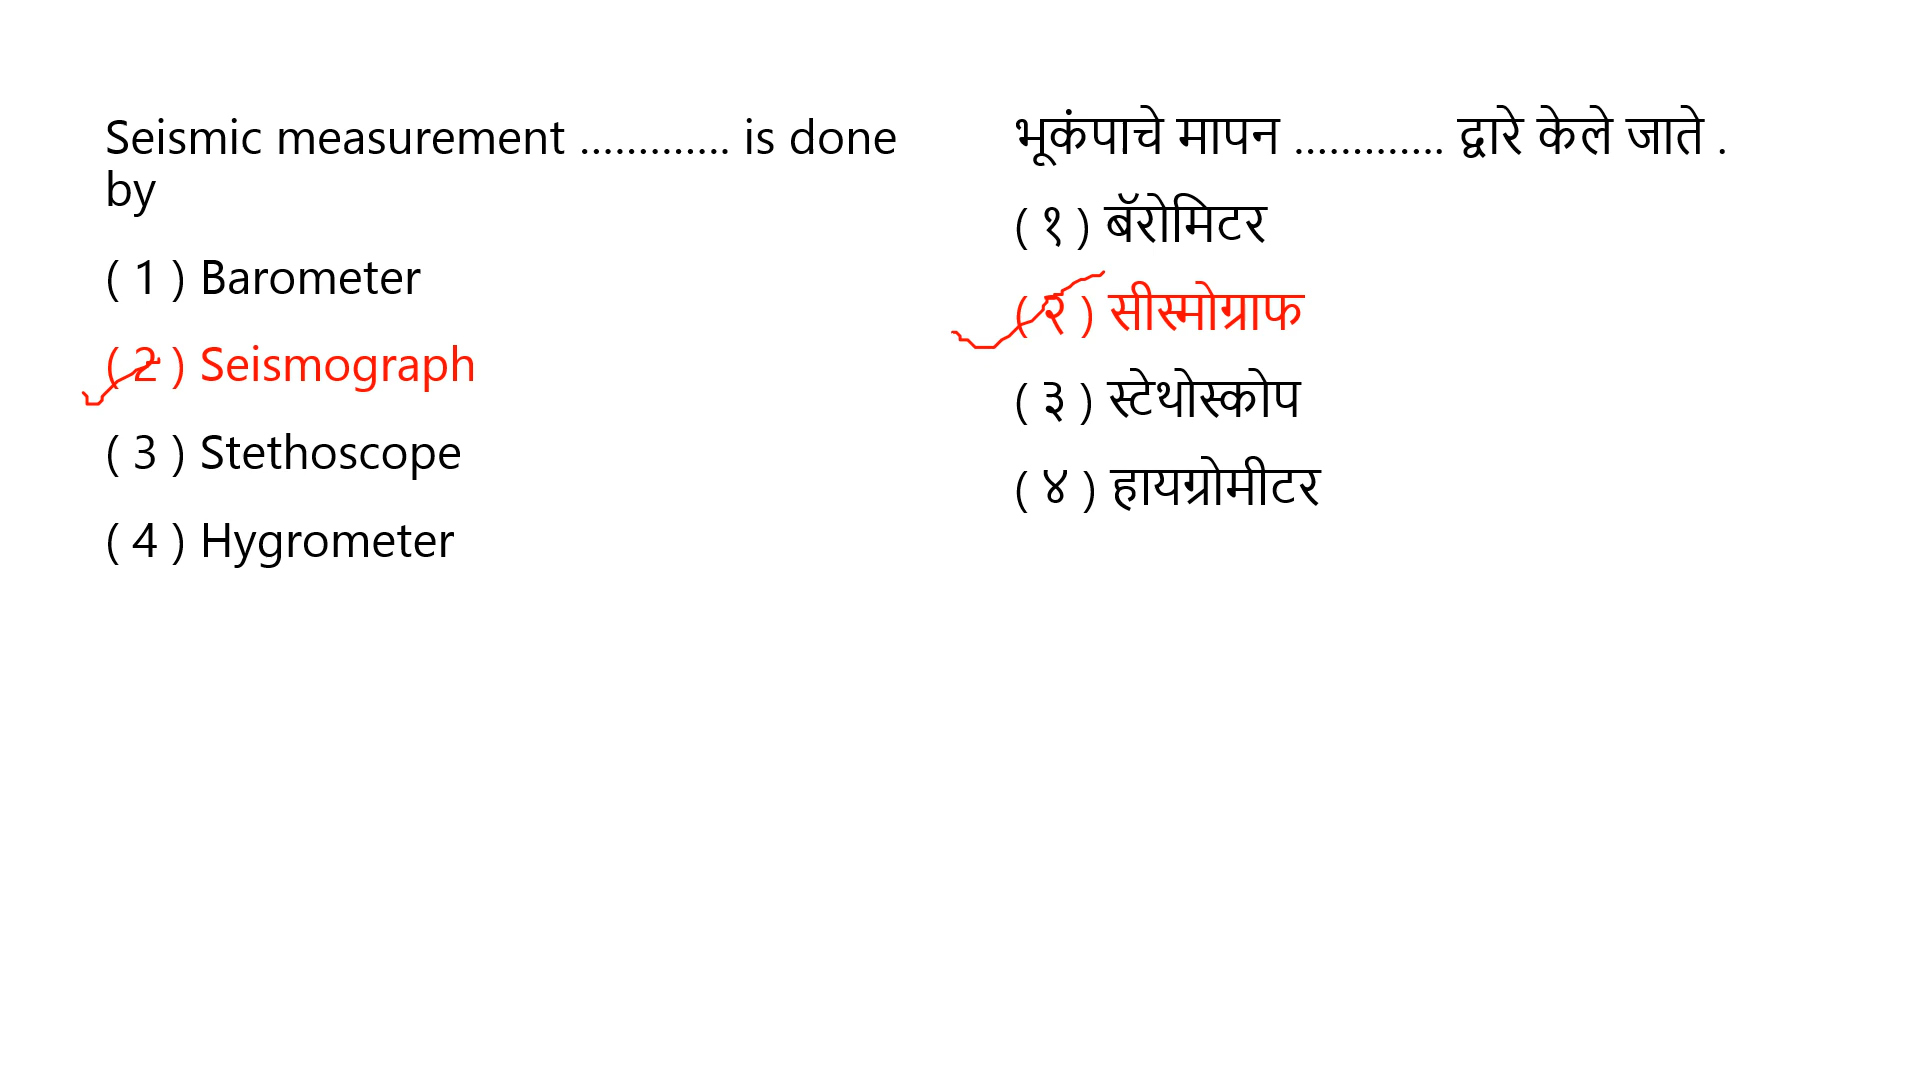 Seismic measurement ............. is done
by
( 1 ) Barometer
( 2 ) Seismograph
( 3 ) Stethoscope
( 4 ) Hygrometer
भूकंपाचे मापन ............. द्वारे केले जाते .
( १ ) बॅरोमिटर
( २ ) सीस्मोग्राफ
( ३ ) स्टेथोस्कोप
( ४ ) हायग्रोमीटर